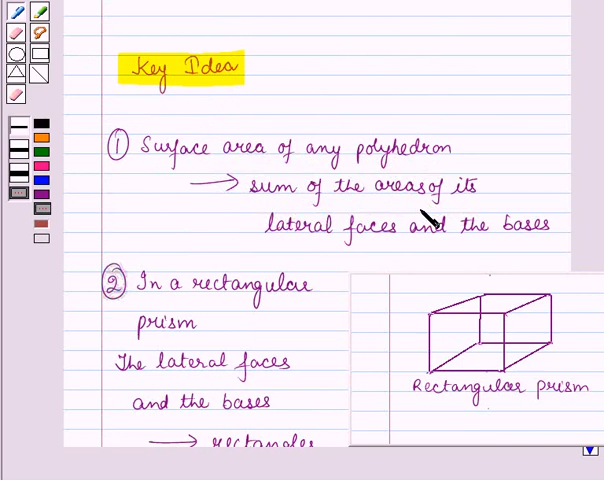 Key Idea
① Surface area of any polyhedron
→ sum of the areas of its
lateral faces and the bases
② In a rectangular
prism
The lateral faces
and the bases
→ rectangles
Rectangular prism